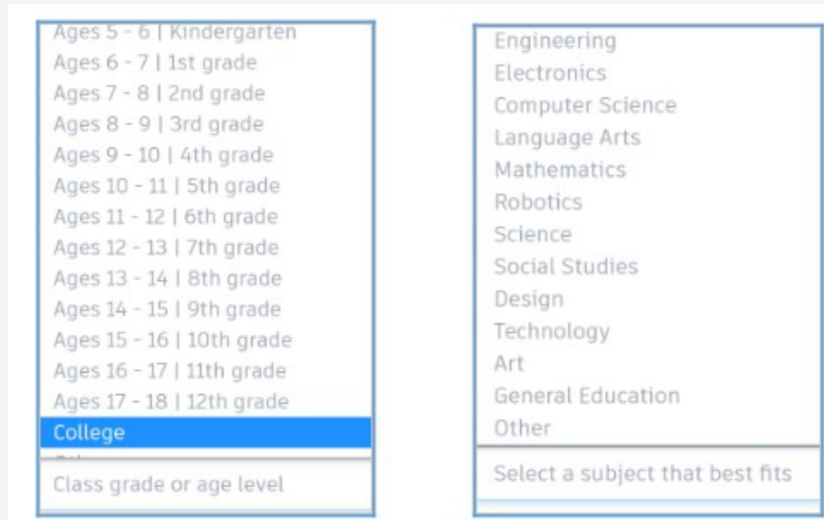 Ages 5 - 6 | Kindergarten
Ages 6 - 7 | 1st grade
Ages 7 - 8 | 2nd grade
Ages 8 - 9 | 3rd grade
Ages 9 - 10 | 4th grade
Ages 10 - 11 | 5th grade
Ages 11 - 12 | 6th grade
Ages 12 - 13 | 7th grade
Ages 13 - 14 | 8th grade
Ages 14 - 15 | 9th grade
Ages 15 - 16 | 10th grade
Ages 16 - 17 | 11th grade
Ages 17 - 18 | 12th grade
College
Class grade or age level
Engineering
Electronics
Computer Science
Language Arts
Mathematics
Robotics
Science
Social Studies
Design
Technology
Art
General Education
Other
Select a subject that best fits